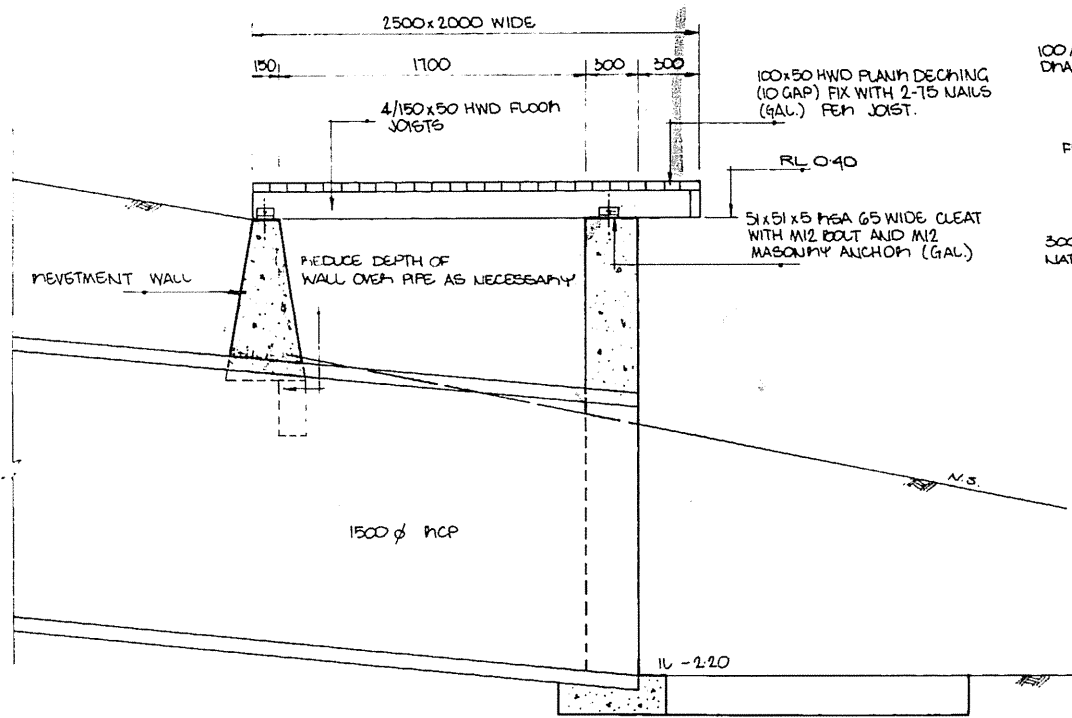 2500x2000 WIDE
150 1700 300 300
4/150x50 HWD FLOOR
JOISTS
100x50 HWD PLANK DECKING
(10 GAP) FIX WITH 2-75 NAILS
(GAL.) PER JOIST.
RL 0.40
51x51x5 RSA 65 WIDE CLEAT
WITH M12 BOLT AND M12
MASONRY ANCHOR (GAL.)
REVETMENT WALL
REDUCE DEPTH OF
WALL OVER PIPE AS NECESSARY
N.S.
1500 ∅ RCP
IL -2.20
100
300